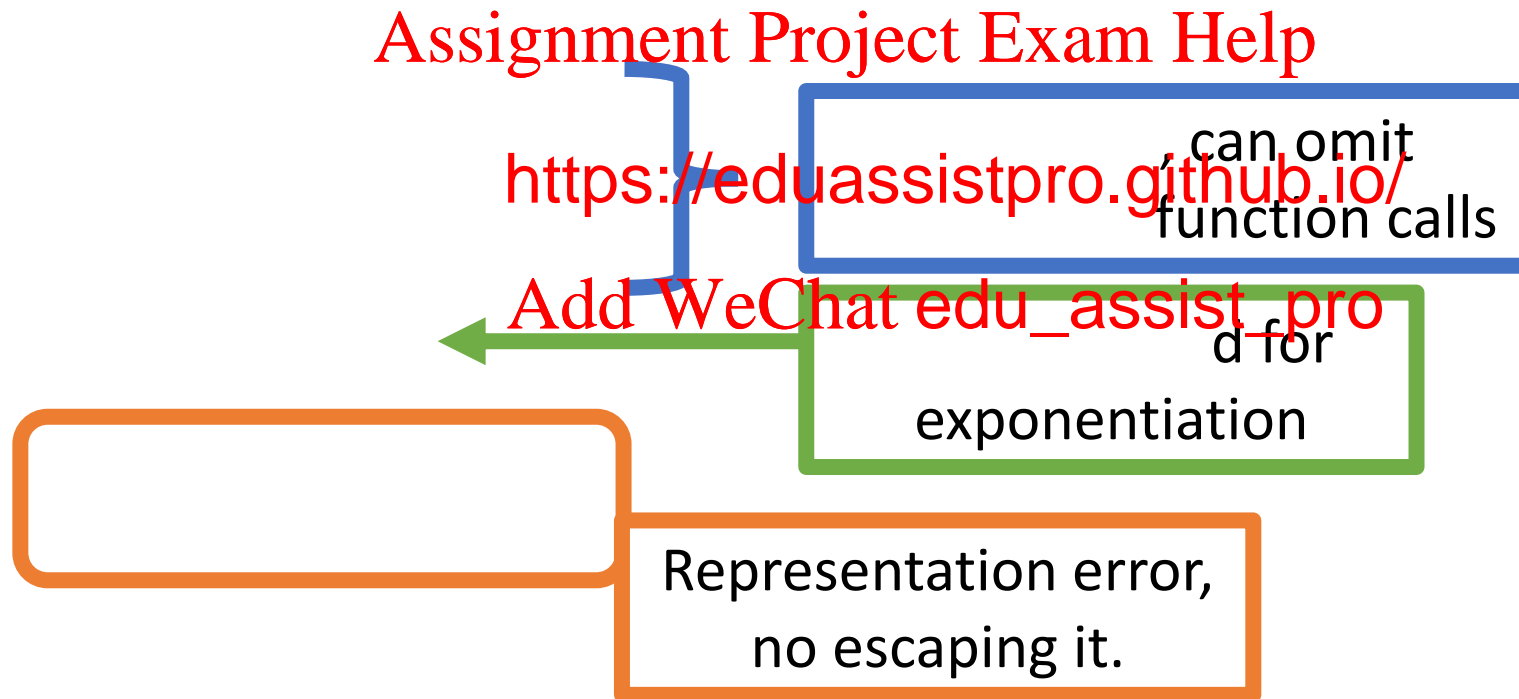 Assignment Project Exam Help
, can omit
https://eduassistpro.github.io/
function calls
Add WeChat edu_assist_pro
d for
exponentiation
Representation error,
no escaping it.